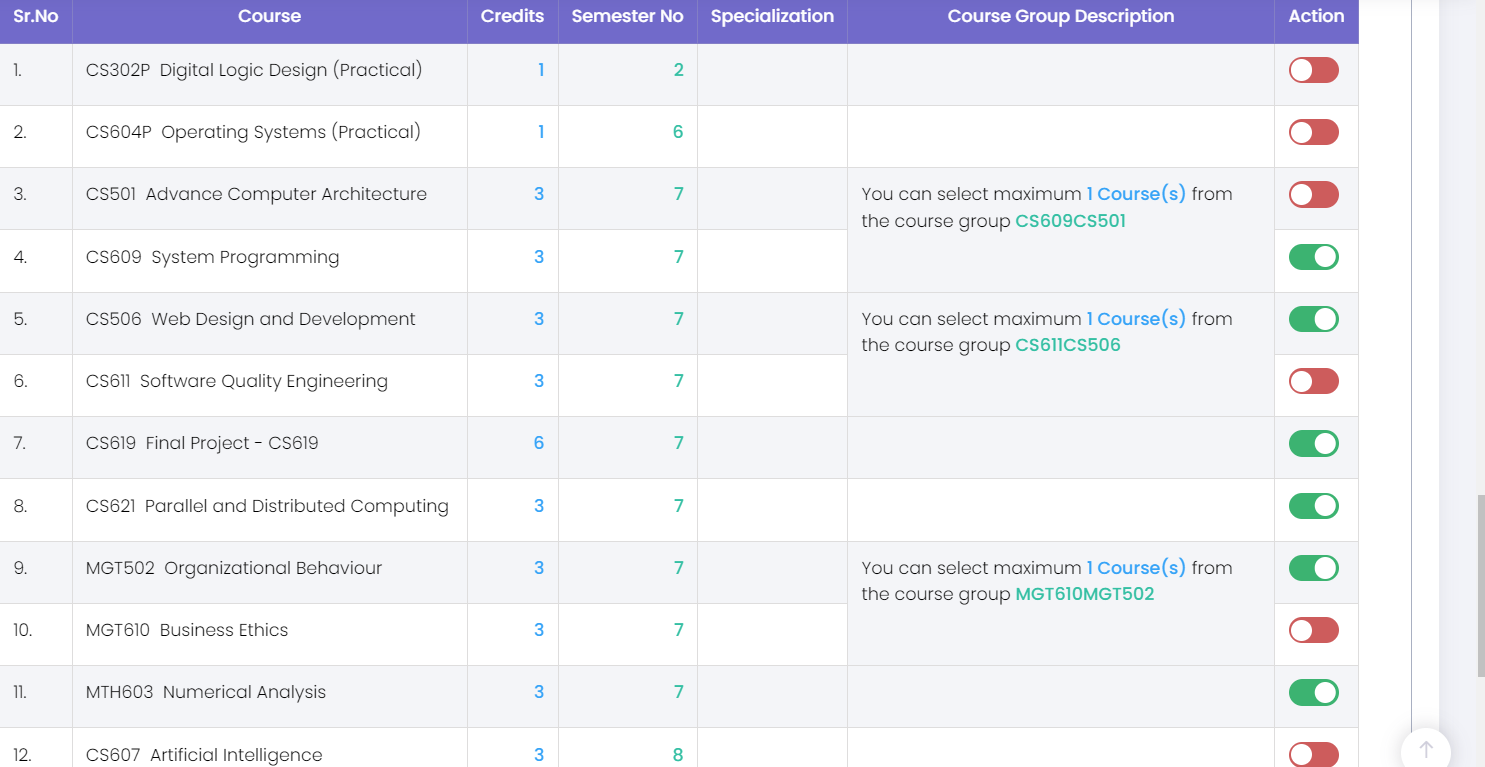 Sr.No Course Credits Semester No Specialization Course Group Description Action
1. CS302P Digital Logic Design (Practical) 1 2
2. CS604P Operating Systems (Practical) 1 6
3. CS501 Advance Computer Architecture 3 7 You can select maximum 1 Course(s) from
the course group CS609CS501
4. CS609 System Programming 3 7
5. CS506 Web Design and Development 3 7 You can select maximum 1 Course(s) from
the course group CS611CS506
6. CS611 Software Quality Engineering 3 7
7. CS619 Final Project - CS619 6 7
8. CS621 Parallel and Distributed Computing 3 7
9. MGT502 Organizational Behaviour 3 7 You can select maximum 1 Course(s) from
the course group MGT610MGT502
10. MGT610 Business Ethics 3 7
11. MTH603 Numerical Analysis 3 7
12. CS607 Artificial Intelligence 3 8